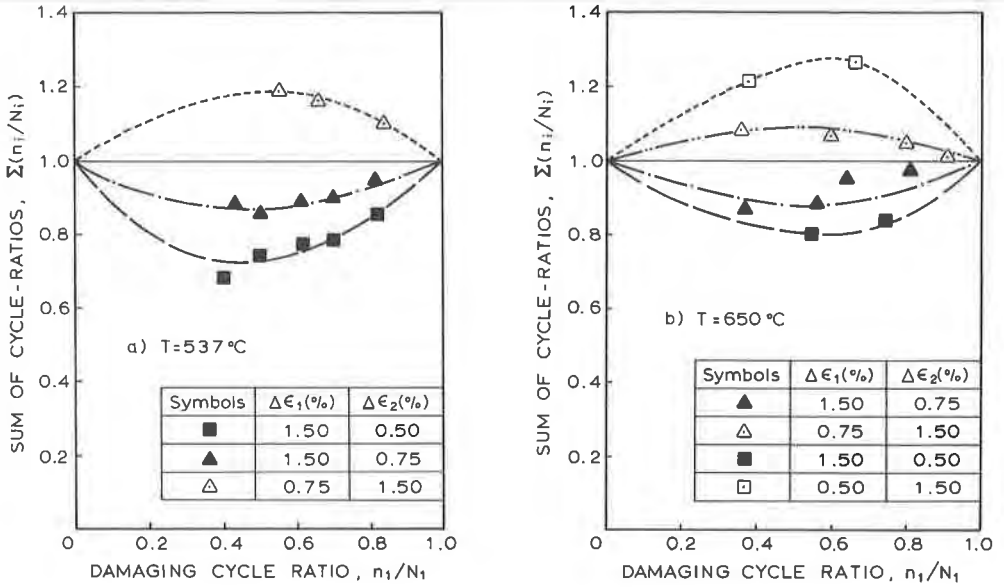 SUM OF CYCLE-RATIOS, Σ(ni/Ni)
1.4
1.2
1.0
0.8
0.6
0.4
0.2
a) T=537°C
Symbols Δϵ1(%) Δϵ2(%)
1.50 0.50
1.50 0.75
0.75 1.50
0 0.2 0.4 0.6 0.8 1.0
DAMAGING CYCLE RATIO, n1/N1
SUM OF CYCLE-RATIOS, Σ(ni/Ni)
1.4
1.2
1.0
0.8
0.6
0.4
0.2
b) T=650°C
Symbols Δϵ1(%) Δϵ2(%)
1.50 0.75
0.75 1.50
1.50 0.50
0.50 1.50
0 0.2 0.4 0.6 0.8 1.0
DAMAGING CYCLE RATIO, n1/N1